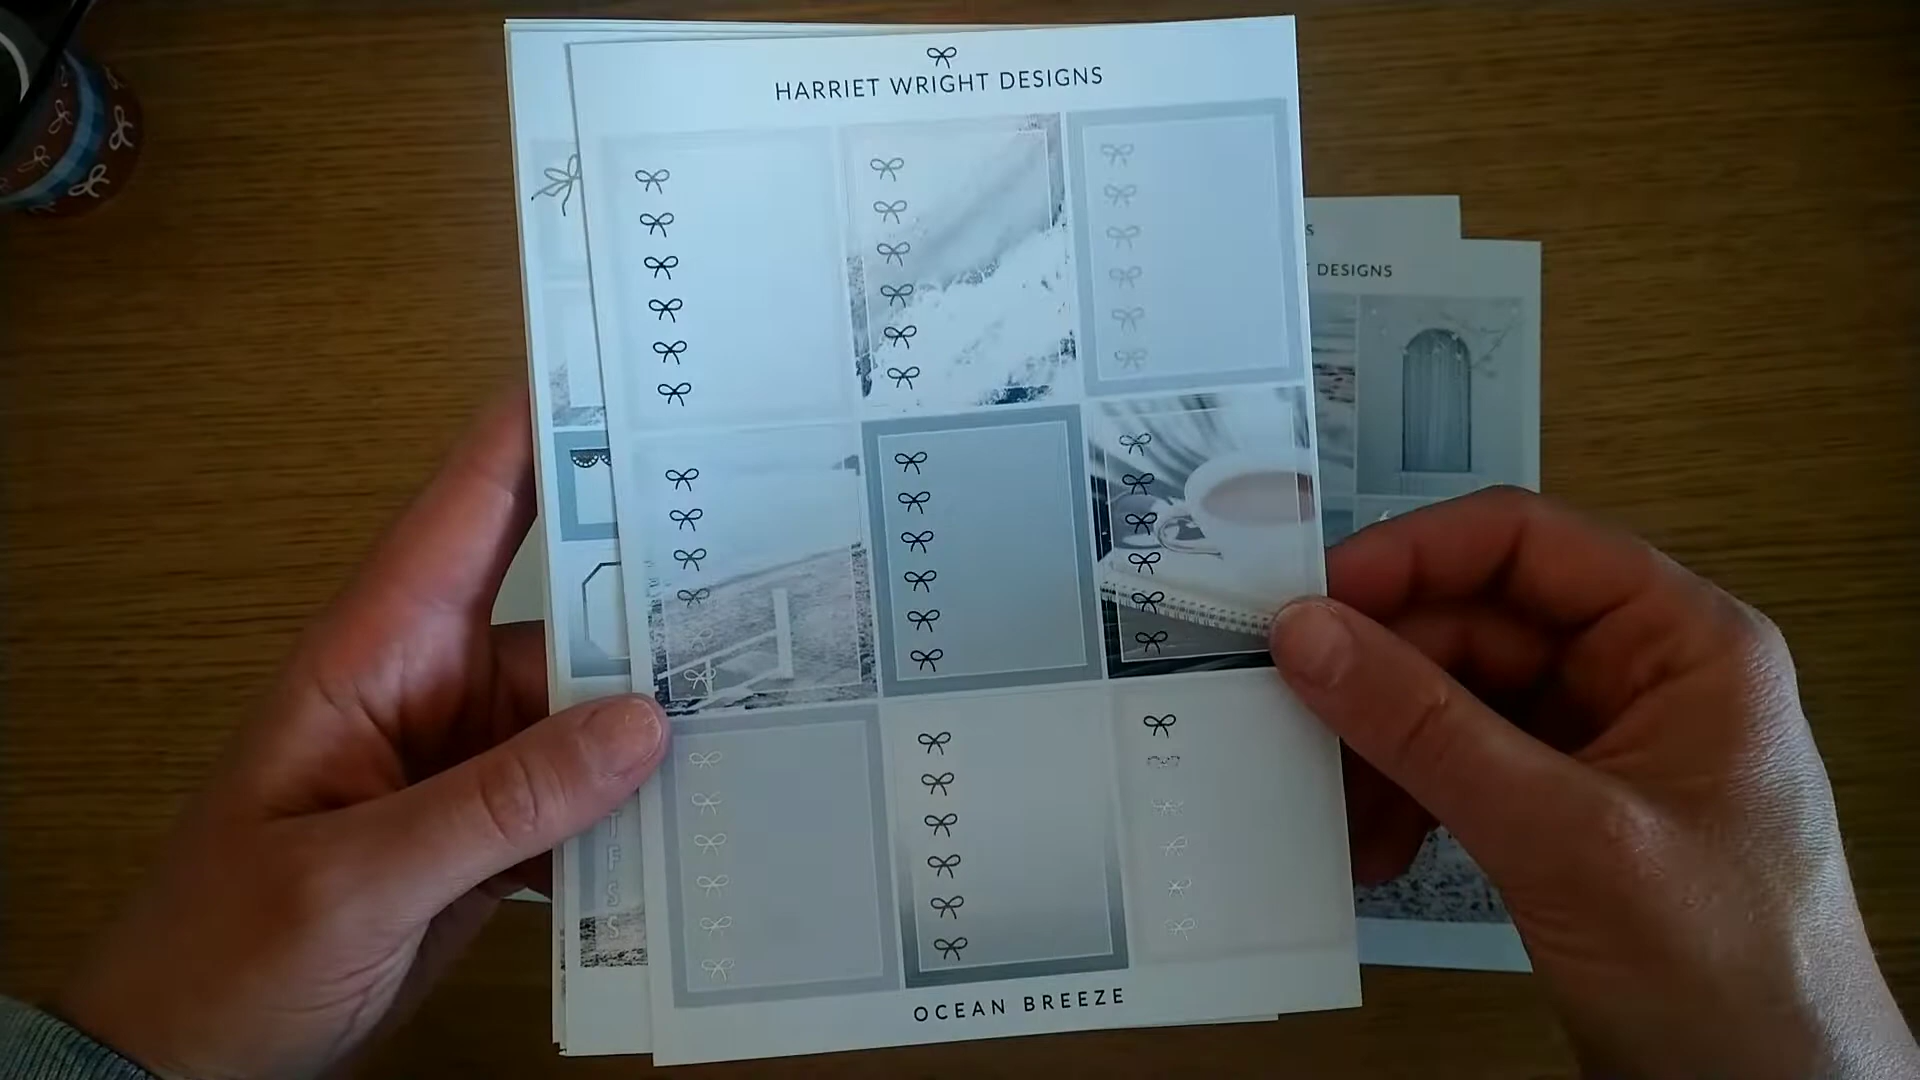 HARRIET WRIGHT DESIGNS
S
T DESIGNS
T
E
F
S
S
OCEAN BREEZE